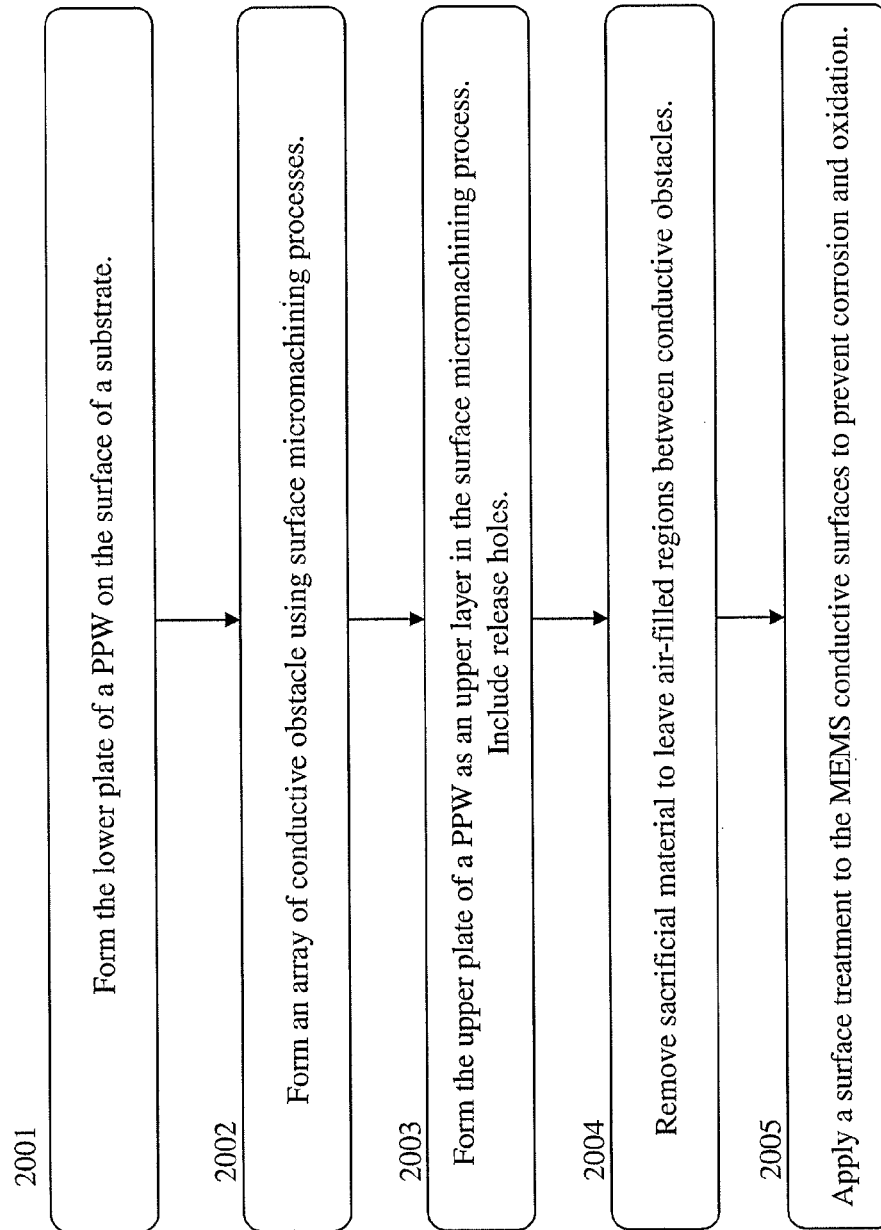 2001
Form the lower plate of a PPW on the surface of a substrate.
2002
Form an array of conductive obstacle using surface micromachining processes.
2003
Form the upper plate of a PPW as an upper layer in the surface micromachining process.
Include release holes.
2004
Remove sacrificial material to leave air-filled regions between conductive obstacles.
2005
Apply a surface treatment to the MEMS conductive surfaces to prevent corrosion and oxidation.